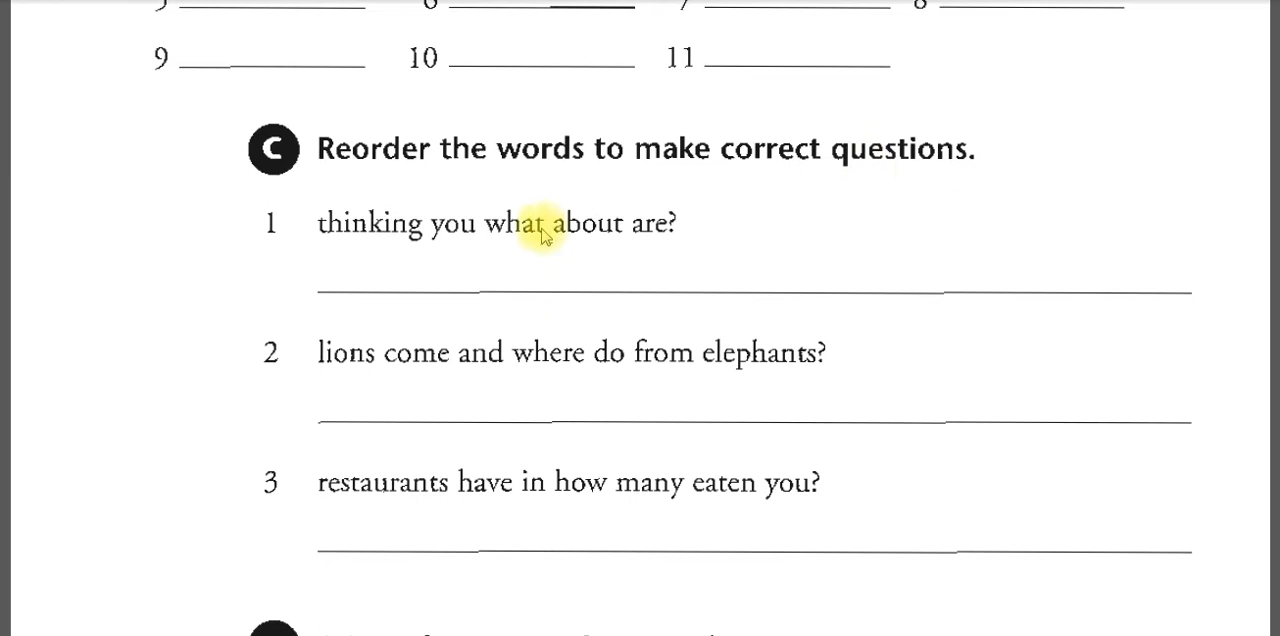 9 10 11
C Reorder the words to make correct questions.
1 thinking you what about are?
2 lions come and where do from elephants?
3 restaurants have in how many eaten you?